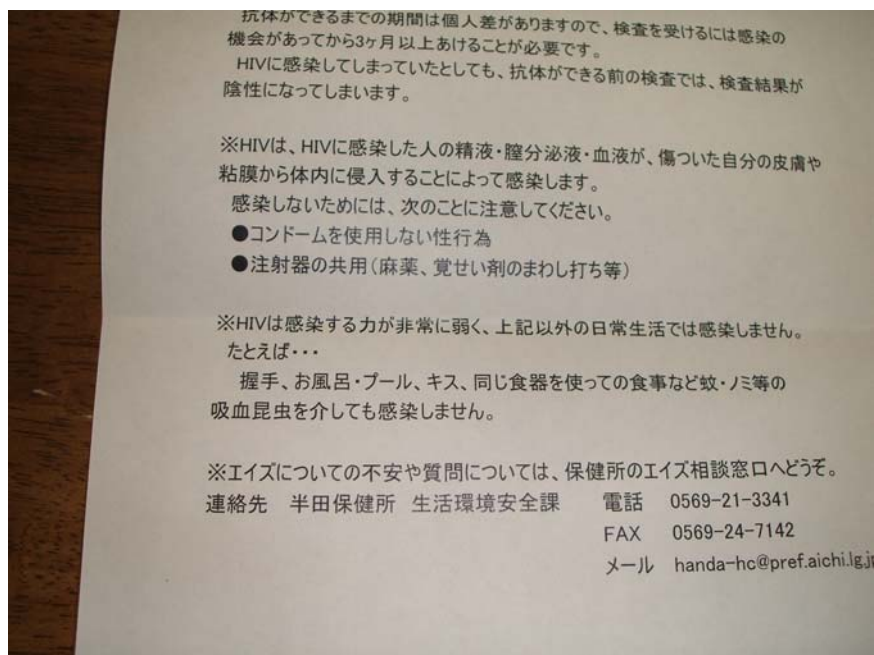 抗体ができるまでの期間は個人差がありますので、検査を受けるには感染の
機会があってから3ヶ月以上あけることが必要です。
HIVに感染してしまっていたとしても、抗体ができる前の検査では、検査結果が
陰性になってしまいます。
※HIVは、HIVに感染した人の精液・膣分泌液・血液が、傷ついた自分の皮膚や
粘膜から体内に侵入することによって感染します。
感染しないためには、次のことに注意してください。
●コンドームを使用しない性行為
●注射器の共用(麻薬、覚せい剤のまわし打ち等)
※HIVは感染する力が非常に弱く、上記以外の日常生活では感染しません。
たとえば・・・
握手、お風呂・プール、キス、同じ食器を使っての食事など蚊・ノミ等の
吸血昆虫を介しても感染しません。
※エイズについての不安や質問については、保健所のエイズ相談窓口へどうぞ。
連絡先 半田保健所 生活環境安全課 電話 0569-21-3341
FAX 0569-24-7142
メール handa-hc@pref.aichi.lg.jp